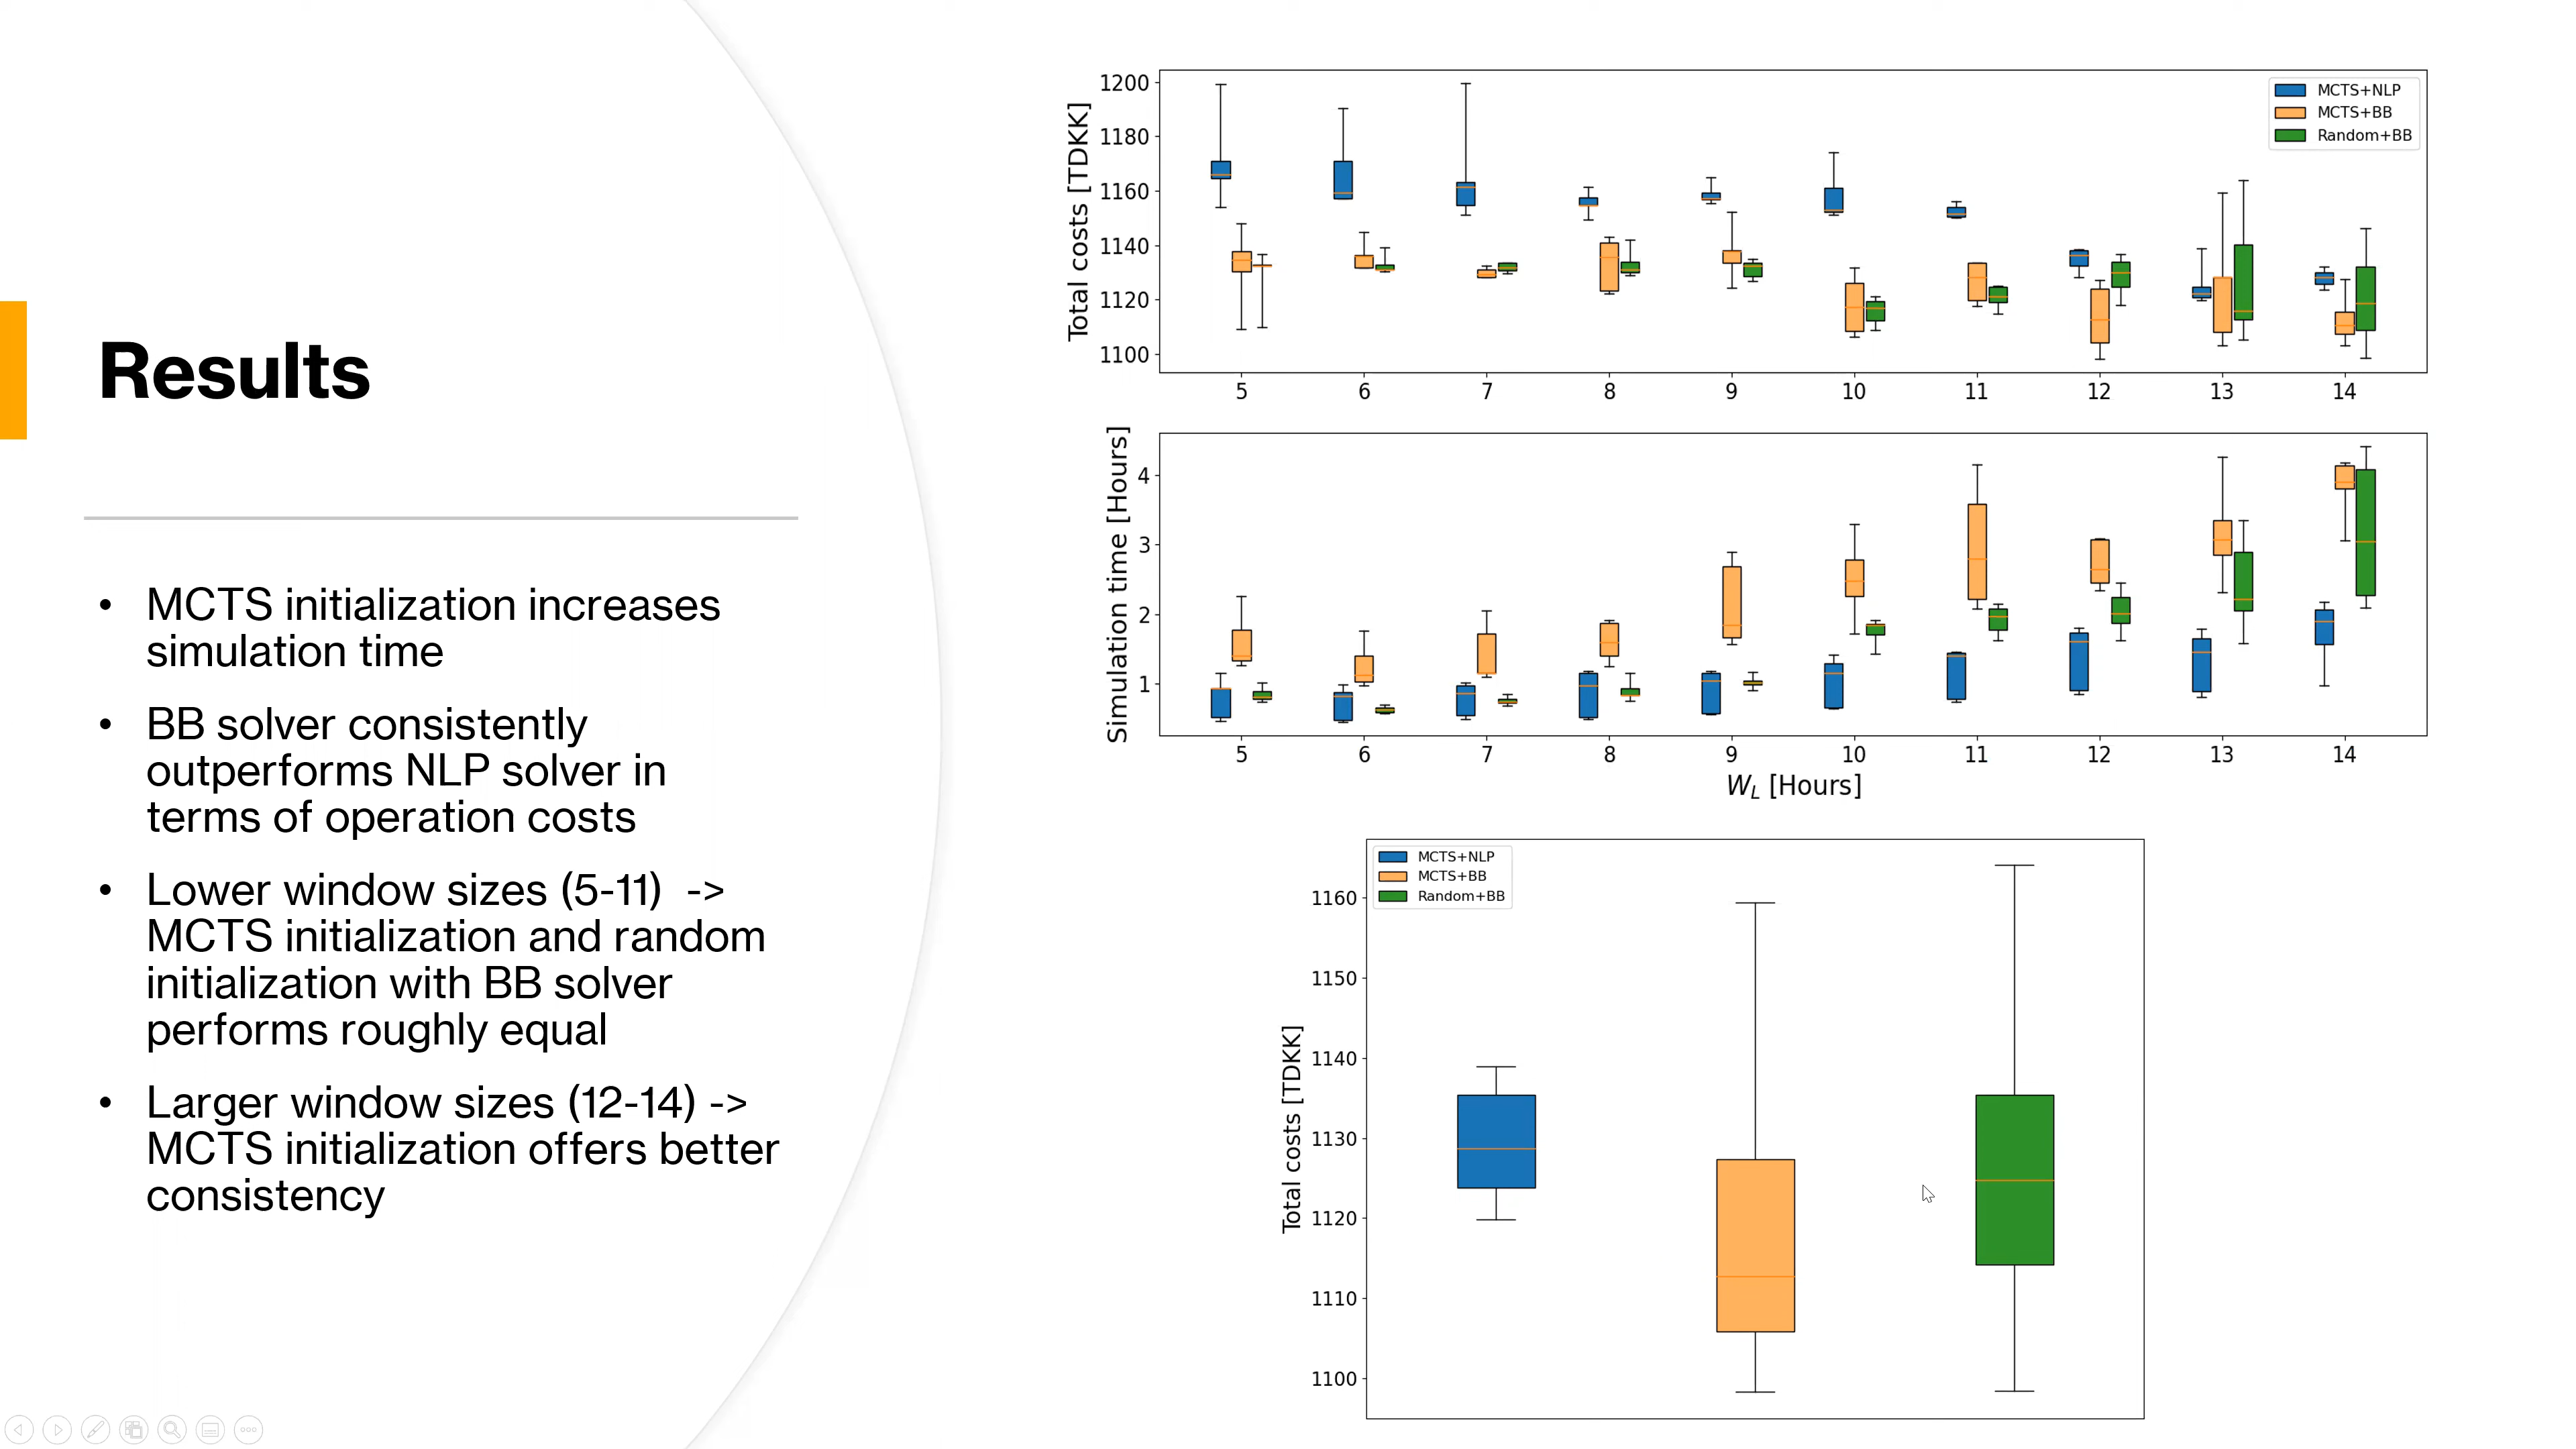 Results
• MCTS initialization increases
simulation time
• BB solver consistently
outperforms NLP solver in
terms of operation costs
• Lower window sizes (5-11)  ->
MCTS initialization and random
initialization with BB solver
performs roughly equal
• Larger window sizes (12-14) ->
MCTS initialization offers better
consistency
Total costs [TDKK]
1200
1180
1160
1140
1120
1100
MCTS+NLP
MCTS+BB
Random+BB
5 6 7 8 9 10 11 12 13 14
Simulation time [Hours]
4
3
2
1
5 6 7 8 9 10 11 12 13 14
W_L [Hours]
MCTS+NLP
MCTS+BB
Random+BB
Total costs [TDKK]
1160
1150
1140
1130
1120
1110
1100